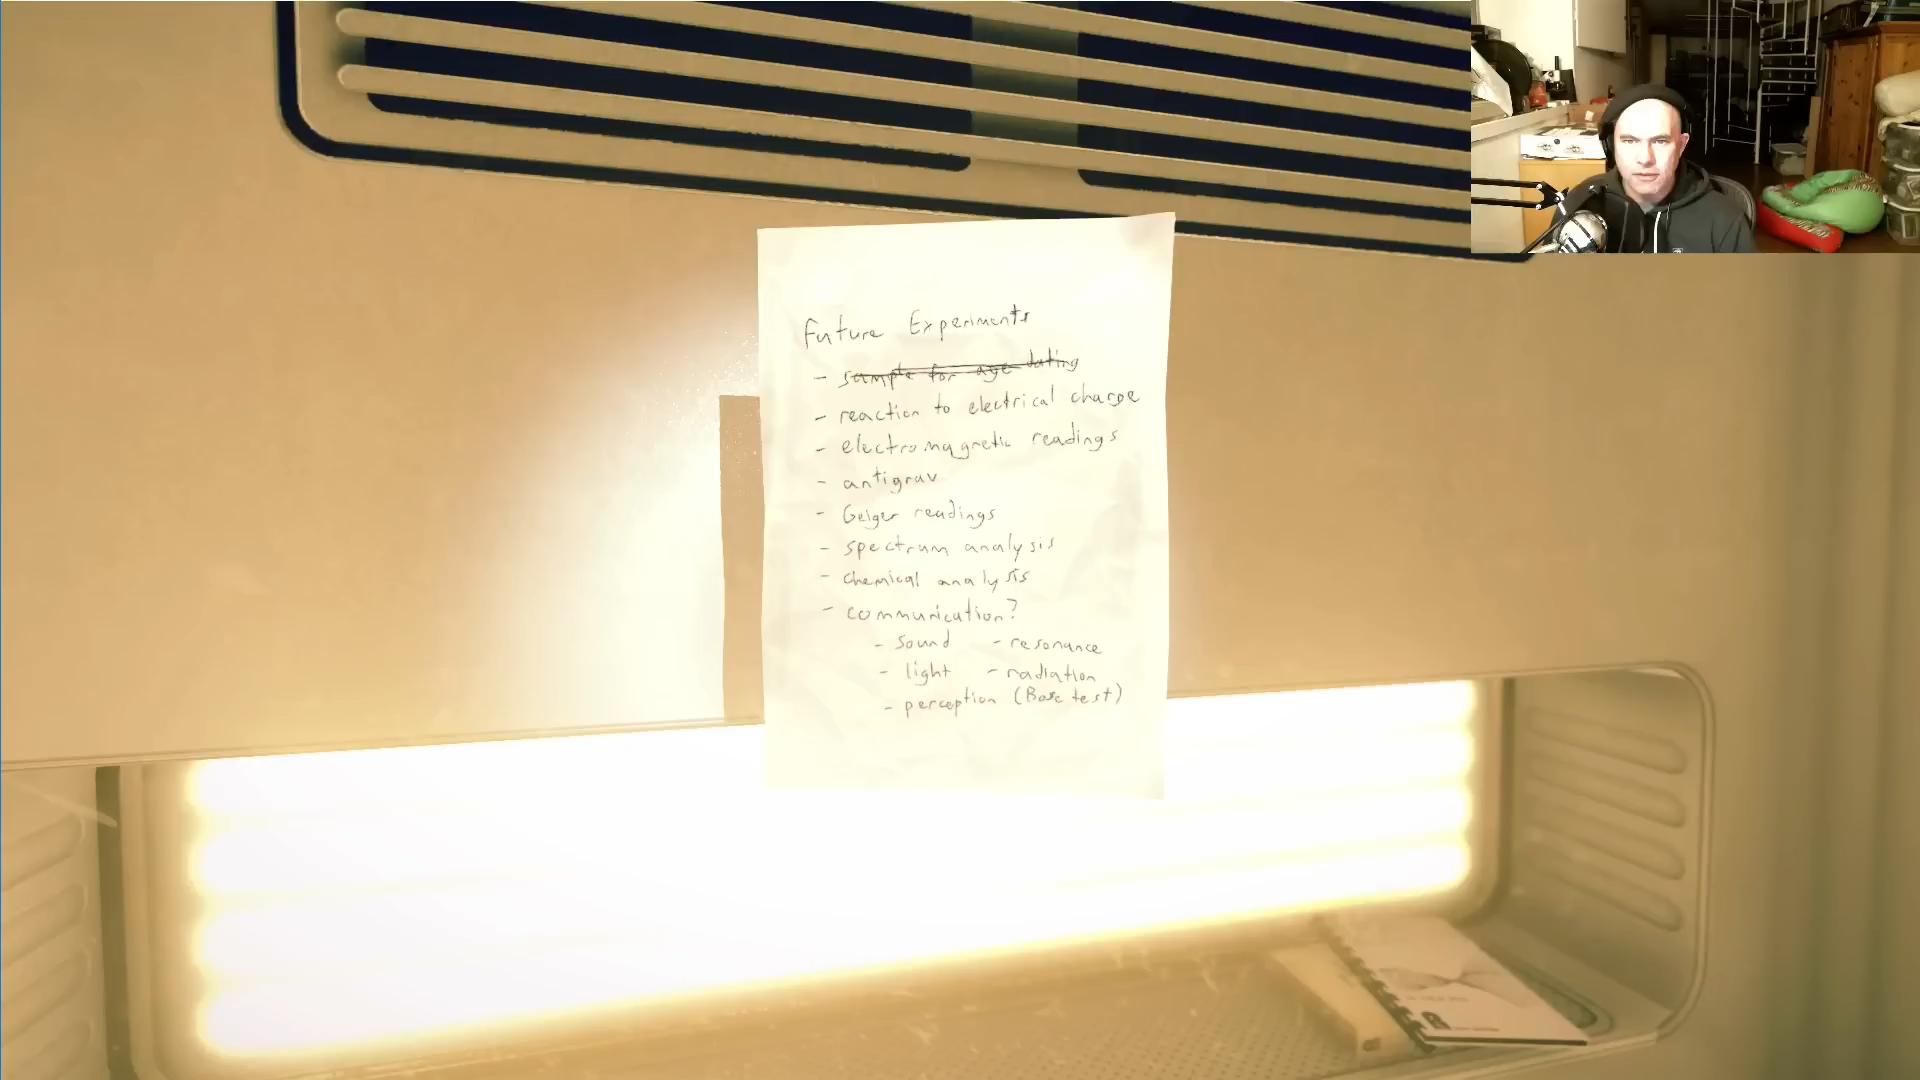 Future Experiments
- sample for age dating
- reaction to electrical charge
- electromagnetic readings
- antigrav
- Geiger readings
- spectrum analysis
- chemical analysis
- communication?
- sound - resonance
- light - radiation
- perception (Base test)